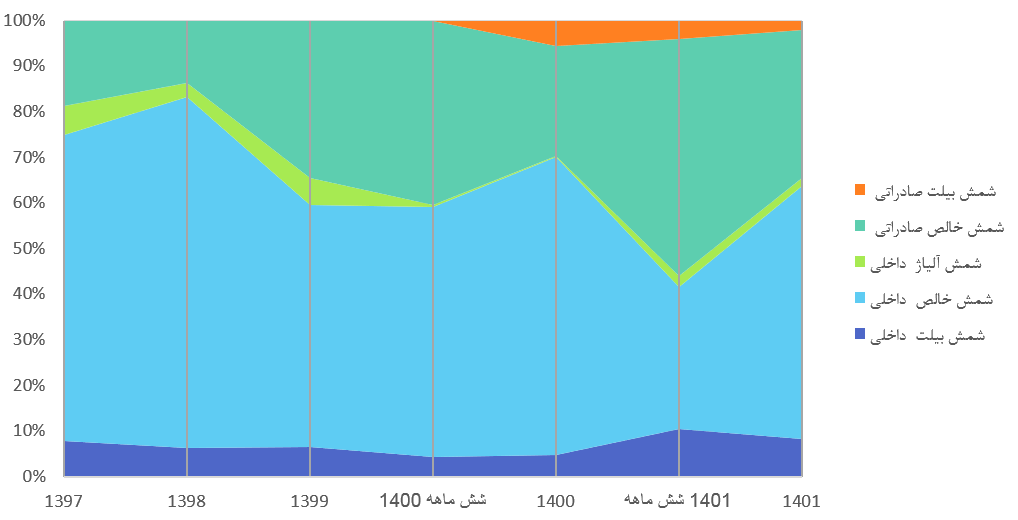 100%
90%
80%
70%
60%
50%
40%
30%
20%
10%
0%
1397
1398
1399
شش ماهه 1400
1400
1401 شش ماهه
1401
شمش بیلت صادراتی
شمش خالص صادراتی
شمش آلیاژ داخلی
شمش خالص داخلی
شمش بیلت داخلی